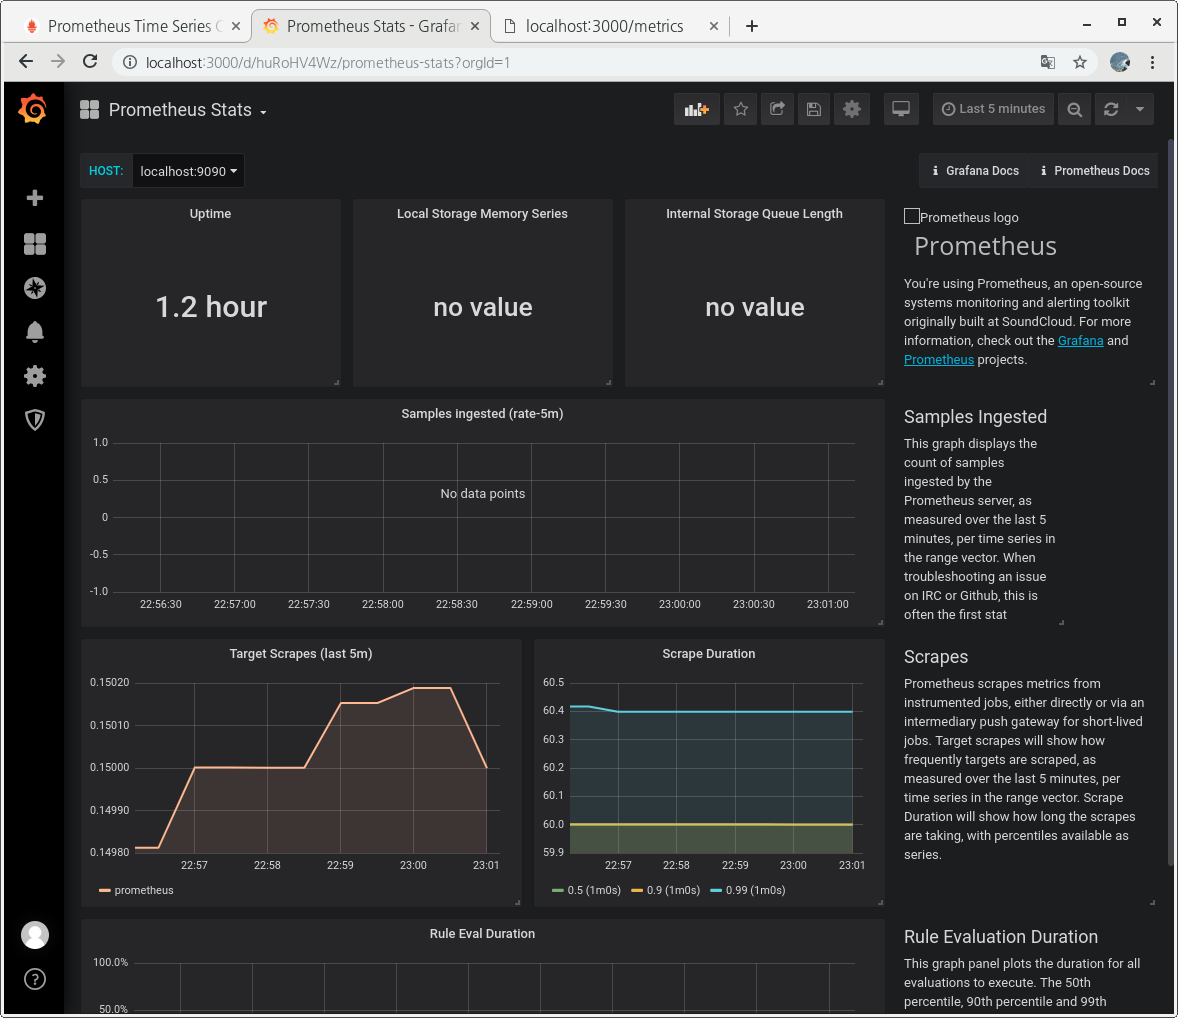 Prometheus Time Series
Prometheus Stats - Grafar
localhost:3000/metrics
localhost:3000/d/huRoHV4Wz/prometheus-stats?orgId=1
Prometheus Stats
Last 5 minutes
HOST:
localhost:9090
Grafana Docs
Prometheus Docs
Uptime
1.2 hour
Local Storage Memory Series
no value
Internal Storage Queue Length
no value
Prometheus logo
Prometheus
You're using Prometheus, an open-source
systems monitoring and alerting toolkit
originally built at SoundCloud. For more
information, check out the Grafana and
Prometheus projects.
Samples ingested (rate-5m)
1.0
0.5
0
-0.5
-1.0
No data points
22:56:30 22:57:00 22:57:30 22:58:00 22:58:30 22:59:00 22:59:30 23:00:00 23:00:30 23:01:00
Samples Ingested
This graph displays the
count of samples
ingested by the
Prometheus server, as
measured over the last 5
minutes, per time series in
the range vector. When
troubleshooting an issue
on IRC or Github, this is
often the first stat
Target Scrapes (last 5m)
0.15020
0.15010
0.15000
0.14990
0.14980
22:57 22:58 22:59 23:00 23:01
prometheus
Scrape Duration
60.5
60.4
60.3
60.2
60.1
60.0
59.9
22:57 22:58 22:59 23:00 23:01
0.5 (1m0s) 0.9 (1m0s) 0.99 (1m0s)
Scrapes
Prometheus scrapes metrics from
instrumented jobs, either directly or via an
intermediary push gateway for short-lived
jobs. Target scrapes will show how
frequently targets are scraped, as
measured over the last 5 minutes, per
time series in the range vector. Scrape
Duration will show how long the scrapes
are taking, with percentiles available as
series.
Rule Eval Duration
100.0%
50.0%
Rule Evaluation Duration
This graph panel plots the duration for all
evaluations to execute. The 50th
percentile, 90th percentile and 99th